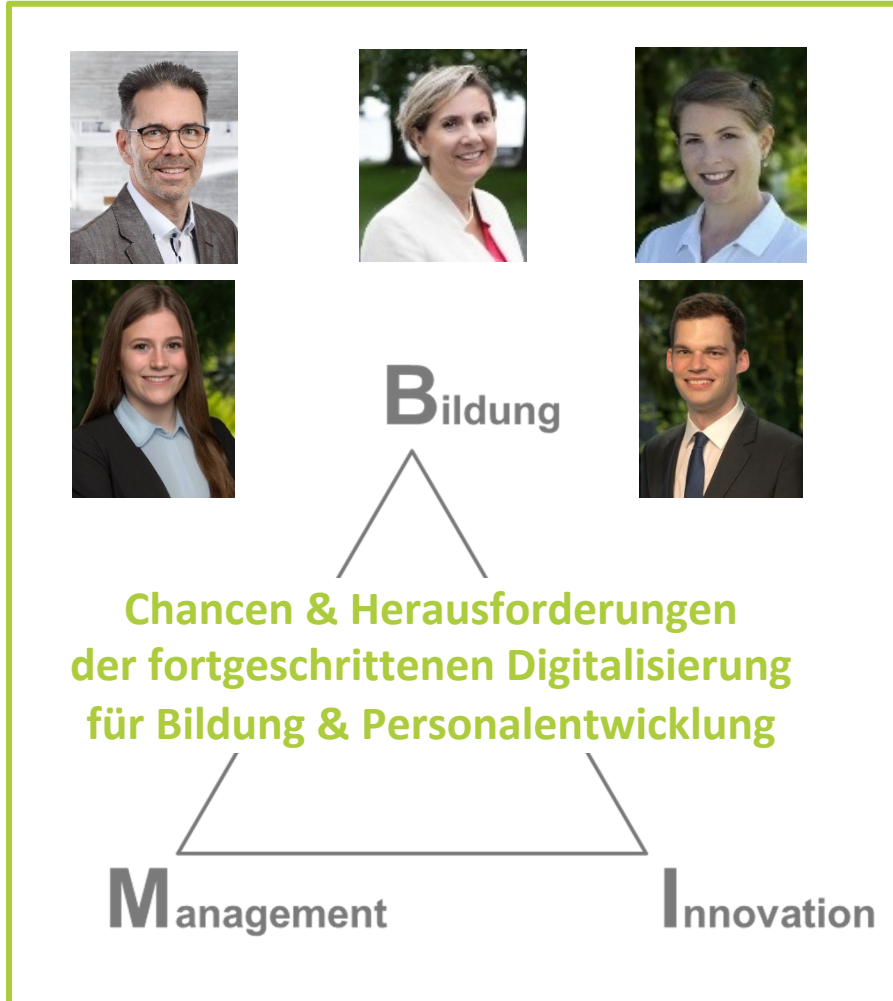 Bildung
Chancen & Herausforderungen
der fortgeschrittenen Digitalisierung
für Bildung & Personalentwicklung
Management
Innovation